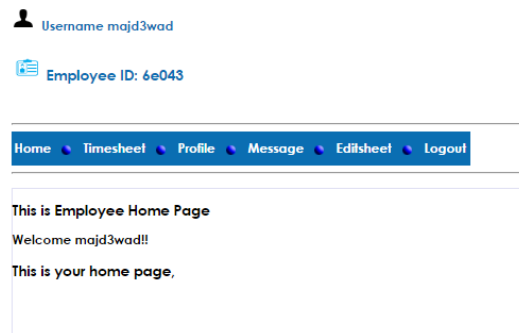 Username majd3wad
Employee ID: 6e043
Home Timesheet Profile Message Editsheet Logout
This is Employee Home Page
Welcome majd3wad!!
This is your home page,